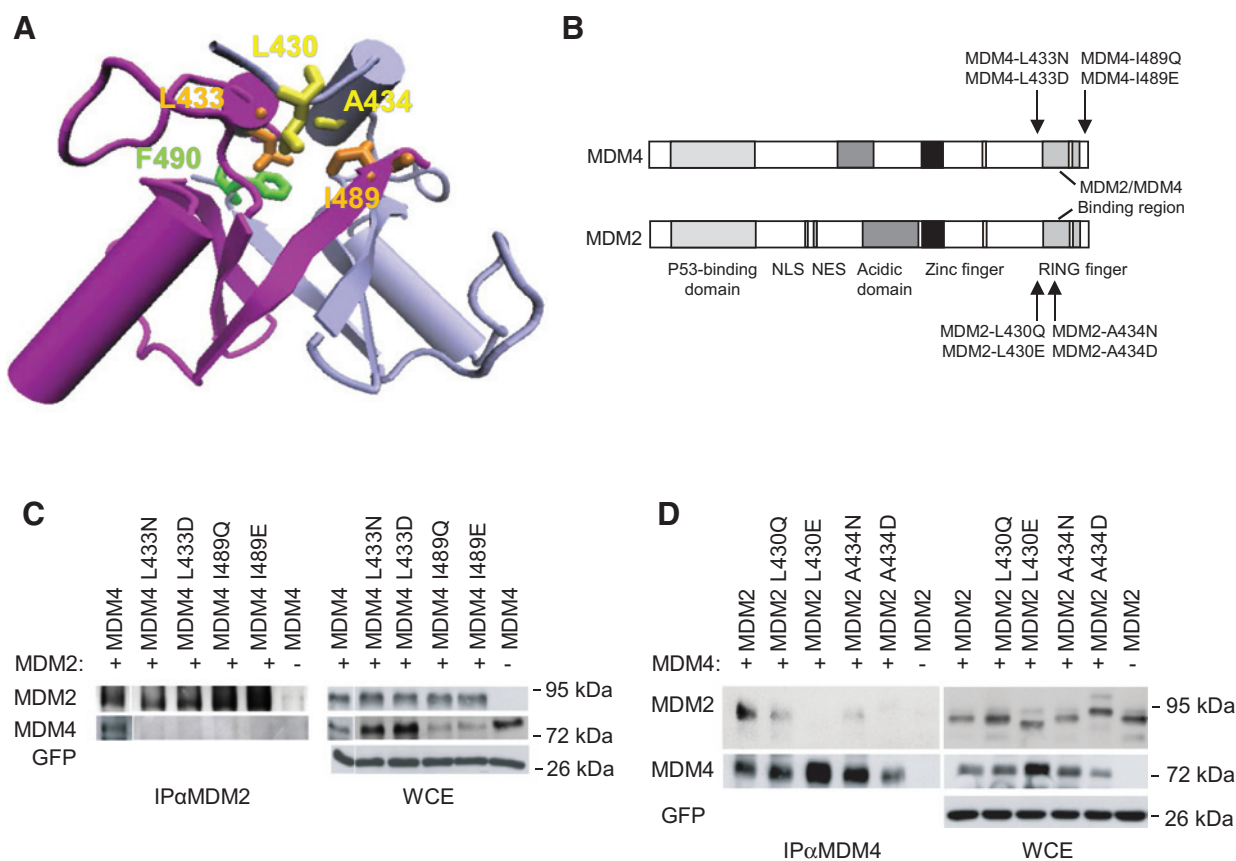 A
L430
L433
A434
F490
I489
B
MDM4-L433N MDM4-I489Q
MDM4-L433D MDM4-I489E
MDM4
MDM2/MDM4
Binding region
MDM2
P53-binding domain
NLS
NES
Acidic domain
Zinc finger
RING finger
MDM2-L430Q MDM2-A434N
MDM2-L430E MDM2-A434D
C
MDM4
MDM4 L433N
MDM4 L433D
MDM4 I489Q
MDM4 I489E
MDM4
MDM4
MDM4 L433N
MDM4 L433D
MDM4 I489Q
MDM4 I489E
MDM4
MDM2: + + + + + - + + + + + -
MDM2
- 95 kDa
MDM4
- 72 kDa
GFP
- 26 kDa
IPαMDM2
WCE
D
MDM2
MDM2 L430Q
MDM2 L430E
MDM2 A434N
MDM2 A434D
MDM2
MDM2
MDM2 L430Q
MDM2 L430E
MDM2 A434N
MDM2 A434D
MDM2
MDM4: + + + + + - + + + + + -
MDM2
- 95 kDa
MDM4
- 72 kDa
GFP
- 26 kDa
IPαMDM4
WCE